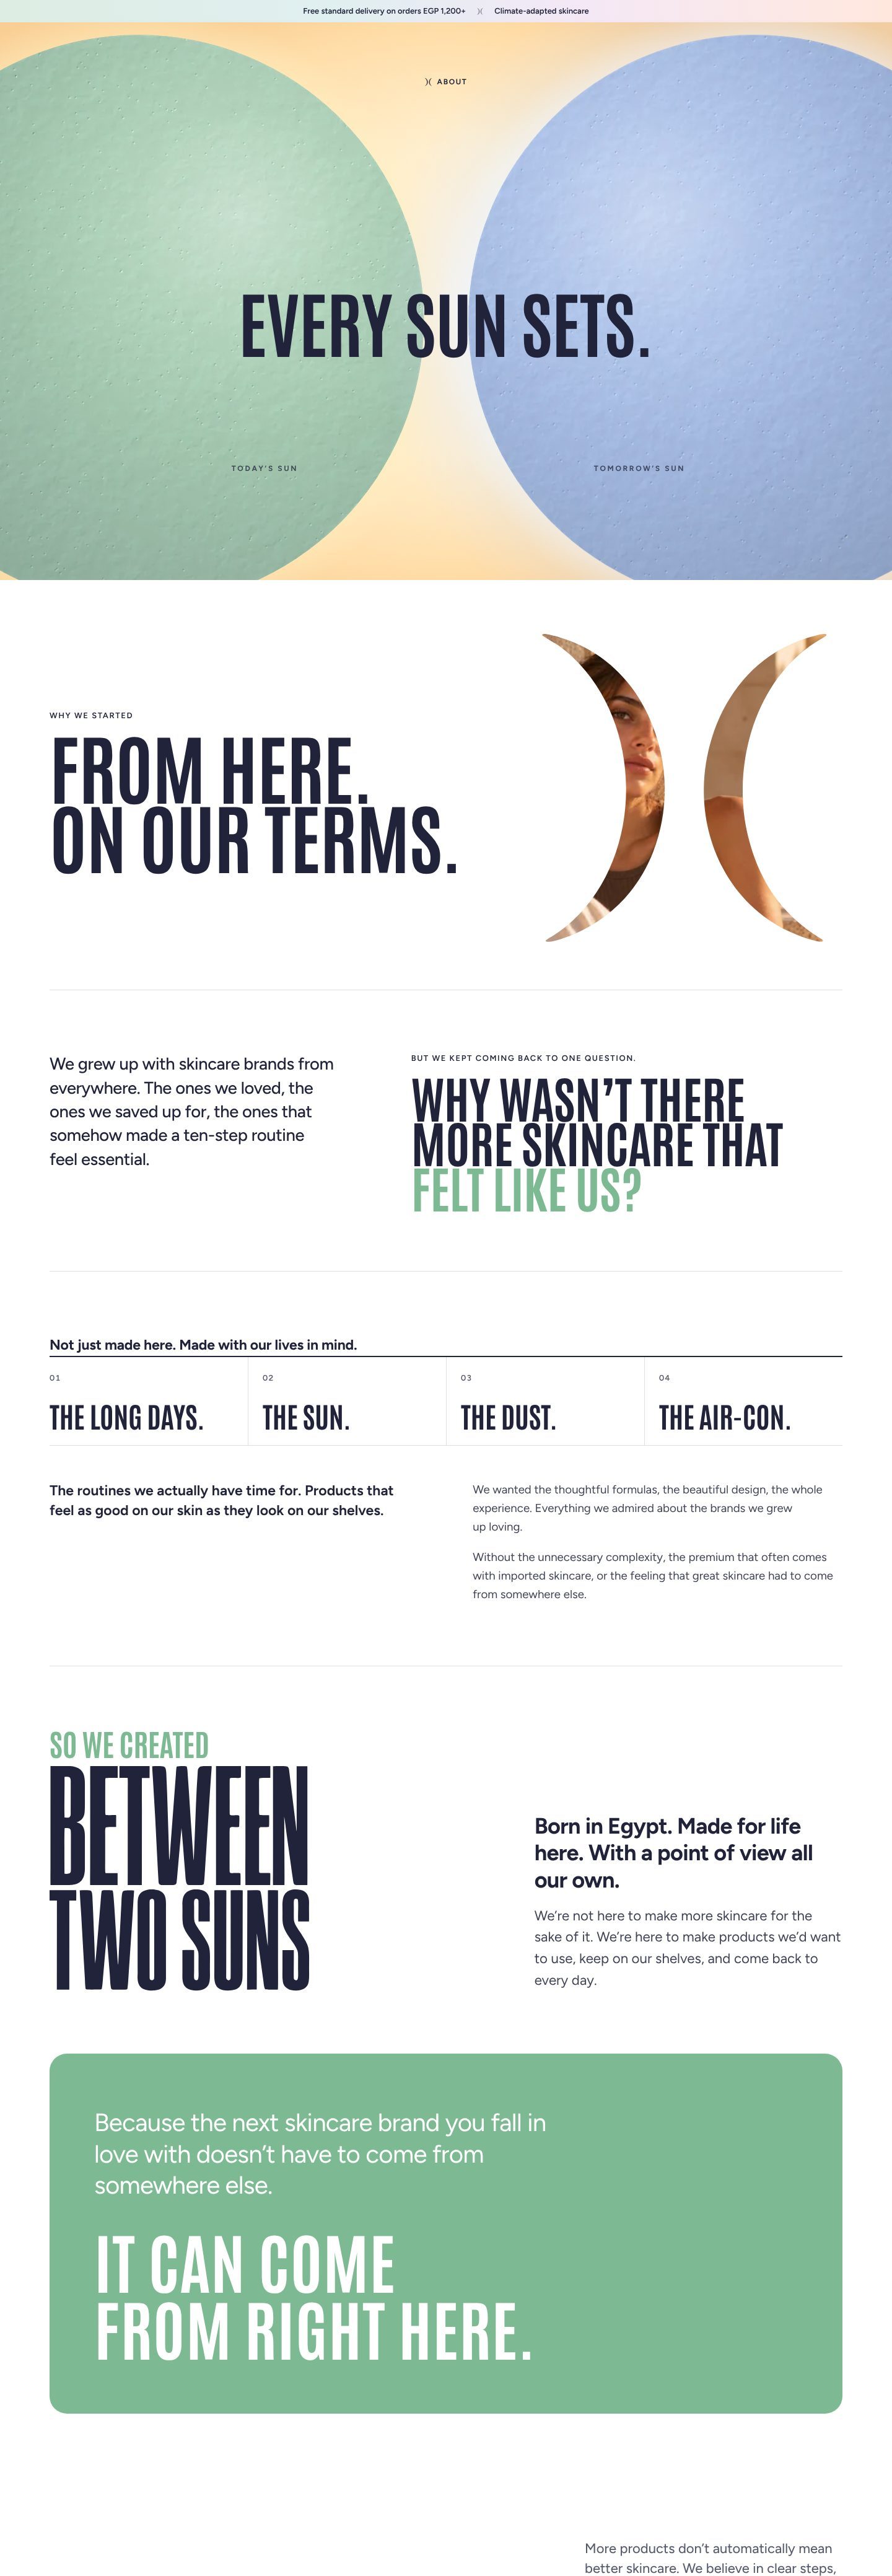 Free standard delivery on orders EGP 1,200+ Climate-adapted skincare
ABOUT
EVERY SUN SETS.
TODAY'S SUN
TOMORROW'S SUN
WHY WE STARTED
FROM HERE.
ON OUR TERMS.
We grew up with skincare brands from
everywhere. The ones we loved, the
ones we saved up for, the ones that
somehow made a ten-step routine
feel essential.
BUT WE KEPT COMING BACK TO ONE QUESTION.
WHY WASN’T THERE
MORE SKINCARE THAT
FELT LIKE US?
Not just made here. Made with our lives in mind.
01
THE LONG DAYS.
02
THE SUN.
03
THE DUST.
04
THE AIR-CON.
The routines we actually have time for. Products that
feel as good on our skin as they look on our shelves.
We wanted the thoughtful formulas, the beautiful design, the whole
experience. Everything we admired about the brands we grew
up loving.
Without the unnecessary complexity, the premium that often comes
with imported skincare, or the feeling that great skincare had to come
from somewhere else.
SO WE CREATED
BETWEEN
TWO SUNS
Born in Egypt. Made for life
here. With a point of view all
our own.
We’re not here to make more skincare for the
sake of it. We’re here to make products we’d want
to use, keep on our shelves, and come back to
every day.
Because the next skincare brand you fall in
love with doesn’t have to come from
somewhere else.
IT CAN COME
FROM RIGHT HERE.
More products don’t automatically mean
better skincare. We believe in clear steps,